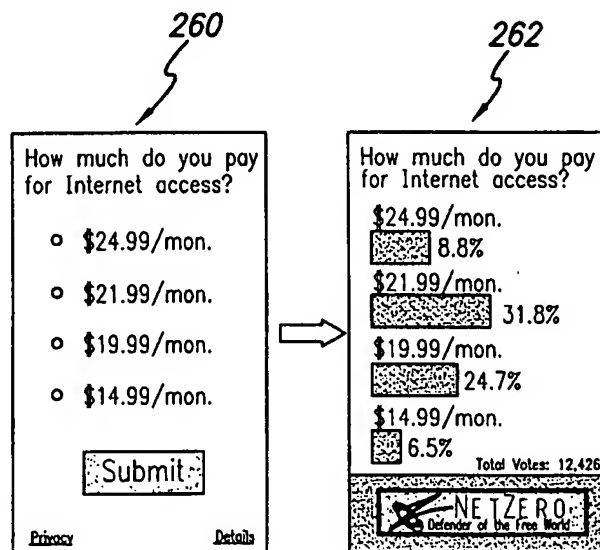 260
How much do you pay
for Internet access?
$24.99/mon.
$21.99/mon.
$19.99/mon.
$14.99/mon.
Submit
Privacy
Details
262
How much do you pay
for Internet access?
$24.99/mon.
8.8%
$21.99/mon.
31.8%
$19.99/mon.
24.7%
$14.99/mon.
6.5%
Total Votes: 12,426
NETZERO
Defender of the Free World